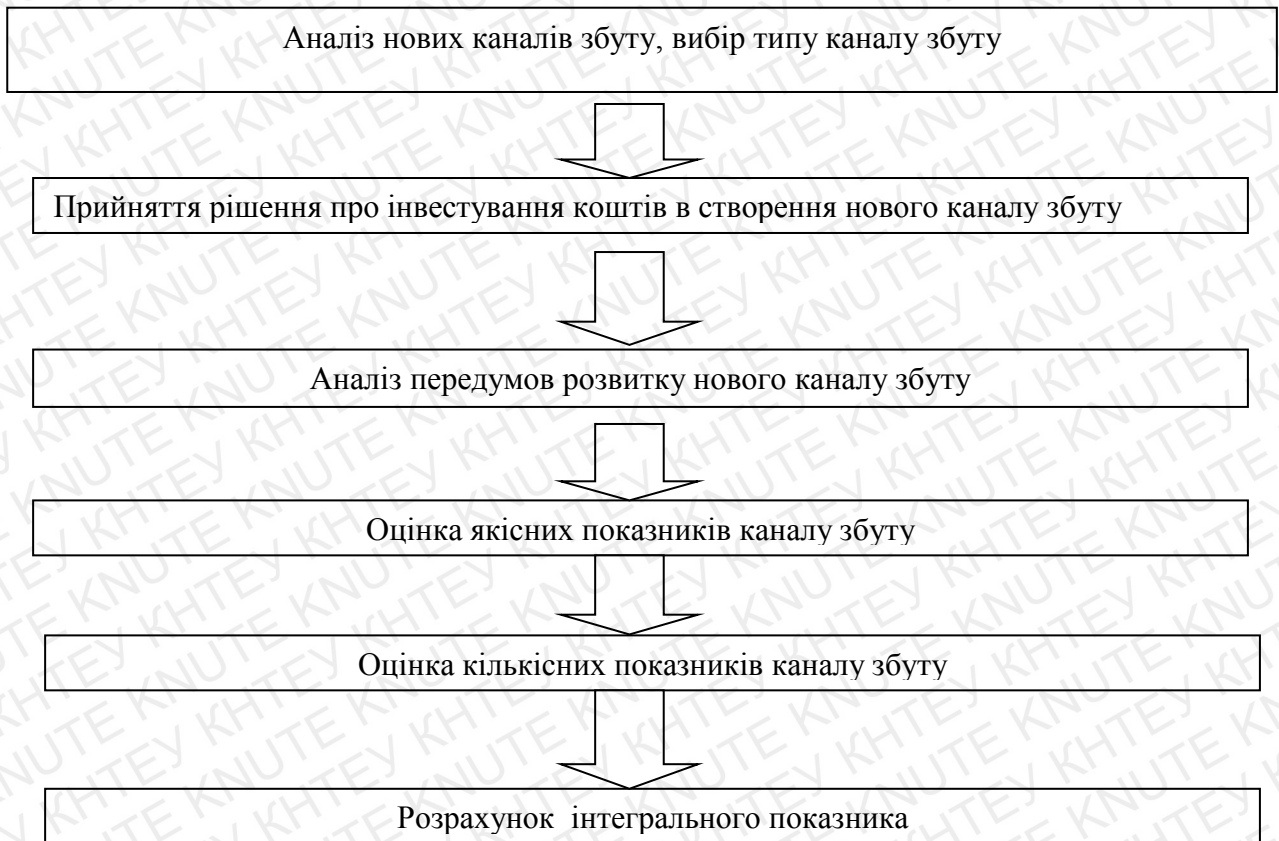 Аналіз нових каналів збуту, вибір типу каналу збуту
Прийняття рішення про інвестування коштів в створення нового каналу збуту
Аналіз передумов розвитку нового каналу збуту
Оцінка якісних показників каналу збуту
Оцінка кількісних показників каналу збуту
Розрахунок інтегрального показника